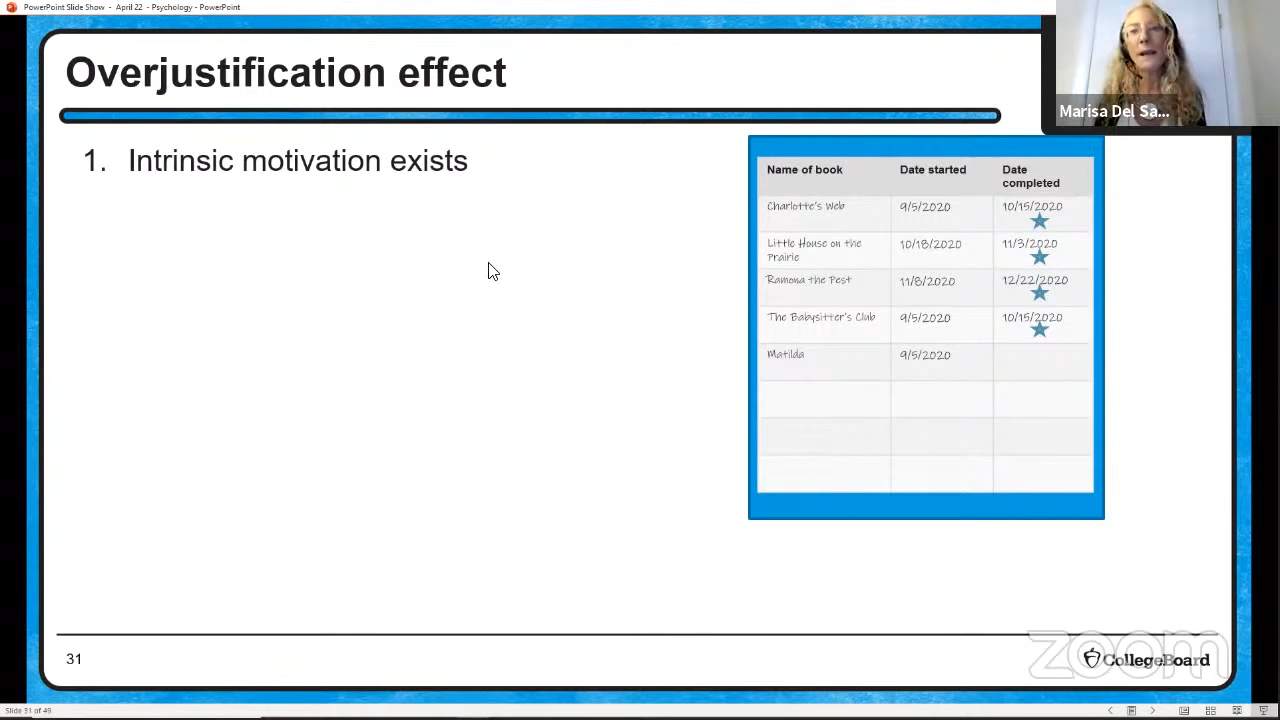 PowerPoint Slide Show - April 22 - Psychology - PowerPoint
Overjustification effect
Marisa Del Sa...
1. Intrinsic motivation exists
Name of book Date started Date
completed
Charlotte's Web 9/5/2020 10/15/2020
Little House on the
Prairie 10/18/2020 11/3/2020
Ramona the Pest 11/8/2020 12/22/2020
The Babysitter's Club 9/5/2020 10/15/2020
Matilda 9/5/2020
31
zoom
CollegeBoard
Slide 31 of 49